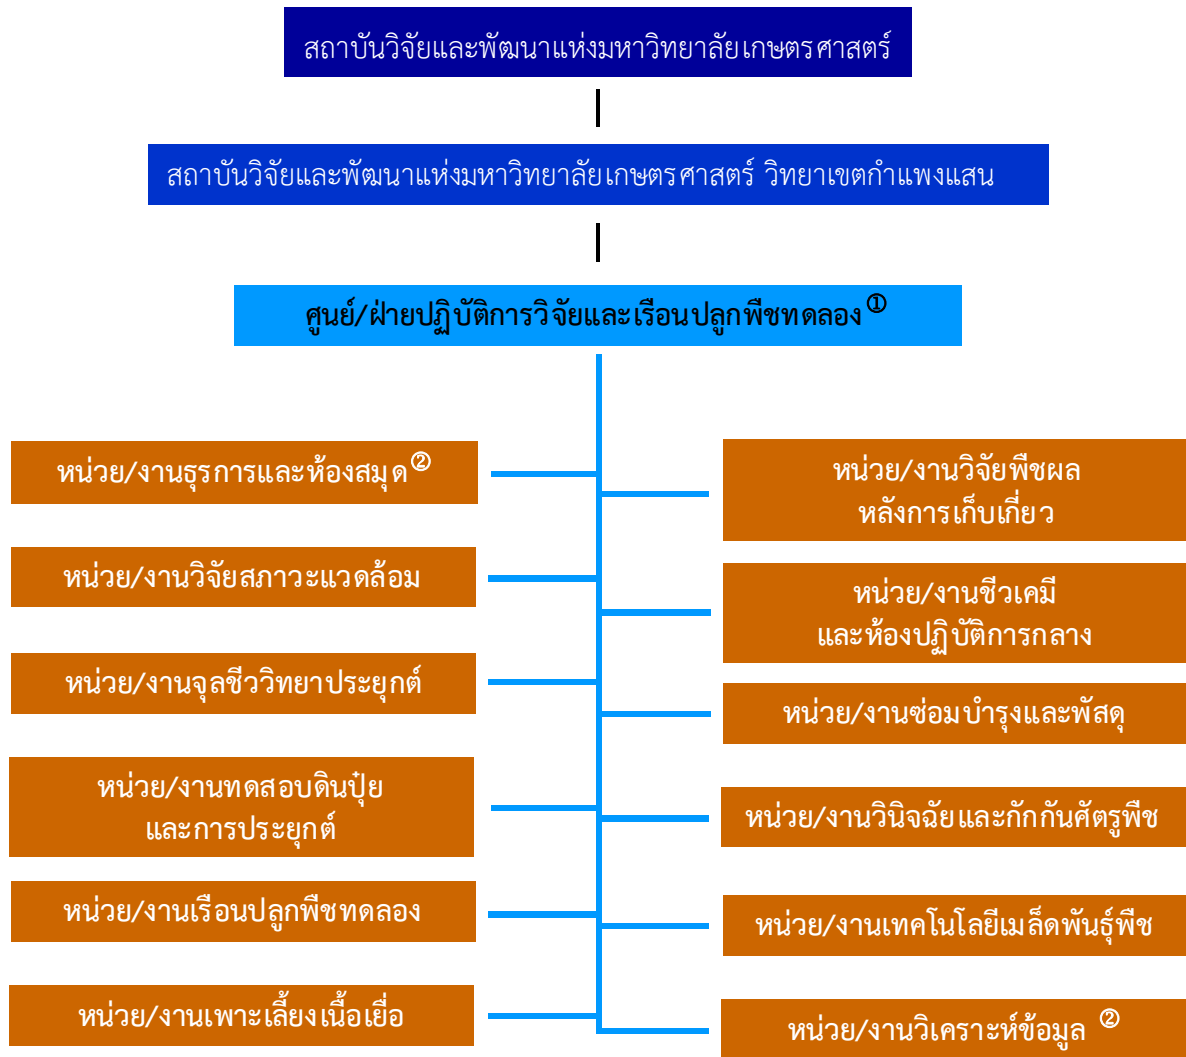 สถาบันวิจัยและพัฒนาแห่งมหาวิทยาลัยเกษตรศาสตร์
สถาบันวิจัยและพัฒนาแห่งมหาวิทยาลัยเกษตรศาสตร์ วิทยาเขตกำแพงแสน
ศูนย์/ฝ่ายปฏิบัติการวิจัยและเรือนปลูกพืชทดลอง①
หน่วย/งานธุรการและห้องสมุด②
หน่วย/งานวิจัยสภาวะแวดล้อม
หน่วย/งานจุลชีววิทยาประยุกต์
หน่วย/งานทดสอบดินปุ๋ย
และการประยุกต์
หน่วย/งานเรือนปลูกพืชทดลอง
หน่วย/งานเพาะเลี้ยงเนื้อเยื่อ
หน่วย/งานวิจัยพืชผล
หลังการเก็บเกี่ยว
หน่วย/งานชีวเคมี
และห้องปฏิบัติการกลาง
หน่วย/งานซ่อมบำรุงและพัสดุ
หน่วย/งานวินิจฉัยและกักกันศัตรูพืช
หน่วย/งานเทคโนโลยีเมล็ดพันธุ์พืช
หน่วย/งานวิเคราะห์ข้อมูล ②